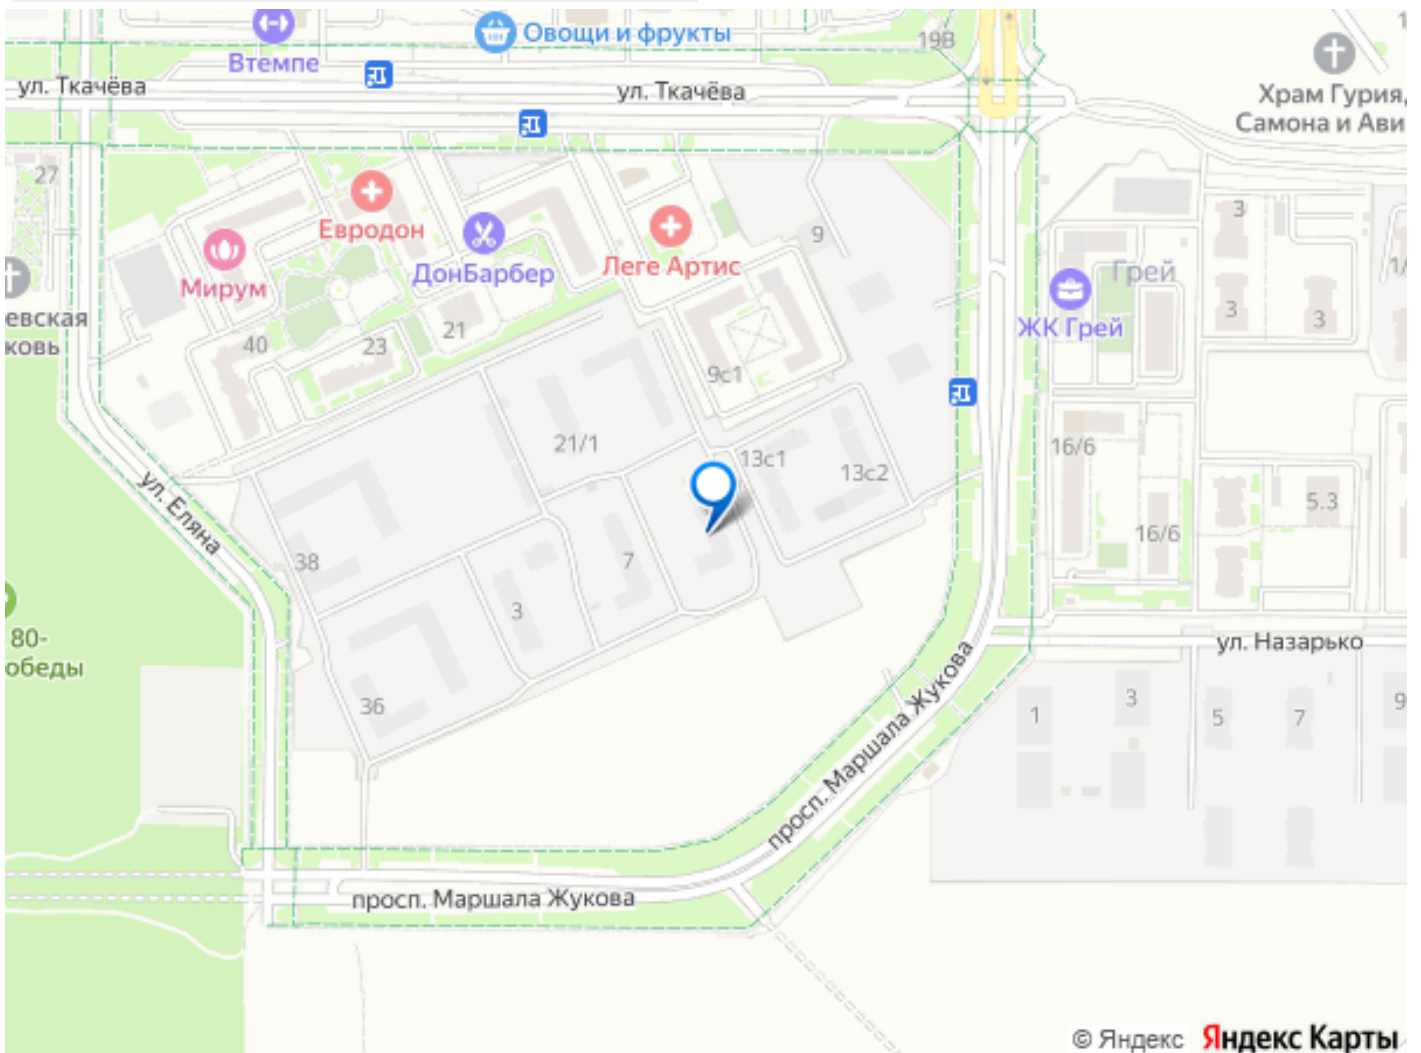 Втемпе
Овощи и фрукты
19В
ул. Ткачёва
ул. Ткачёва
Храм Гурия,
Самона и Ави
27
Евродон
9
3
Мирум
ДонБарбер
Леге Артис
Грей
1/
евская
ковь
ЖК Грей
3
3
40
23
21
9с1
21/1
13с1
13с2
16/6
ул. Еляна
5.3
16/6
38
7
3
80-
обеды
ул. Назарько
36
просп. Маршала Жукова
1
3
5
7
9
просп. Маршала Жукова
© Яндекс Яндекс Карты